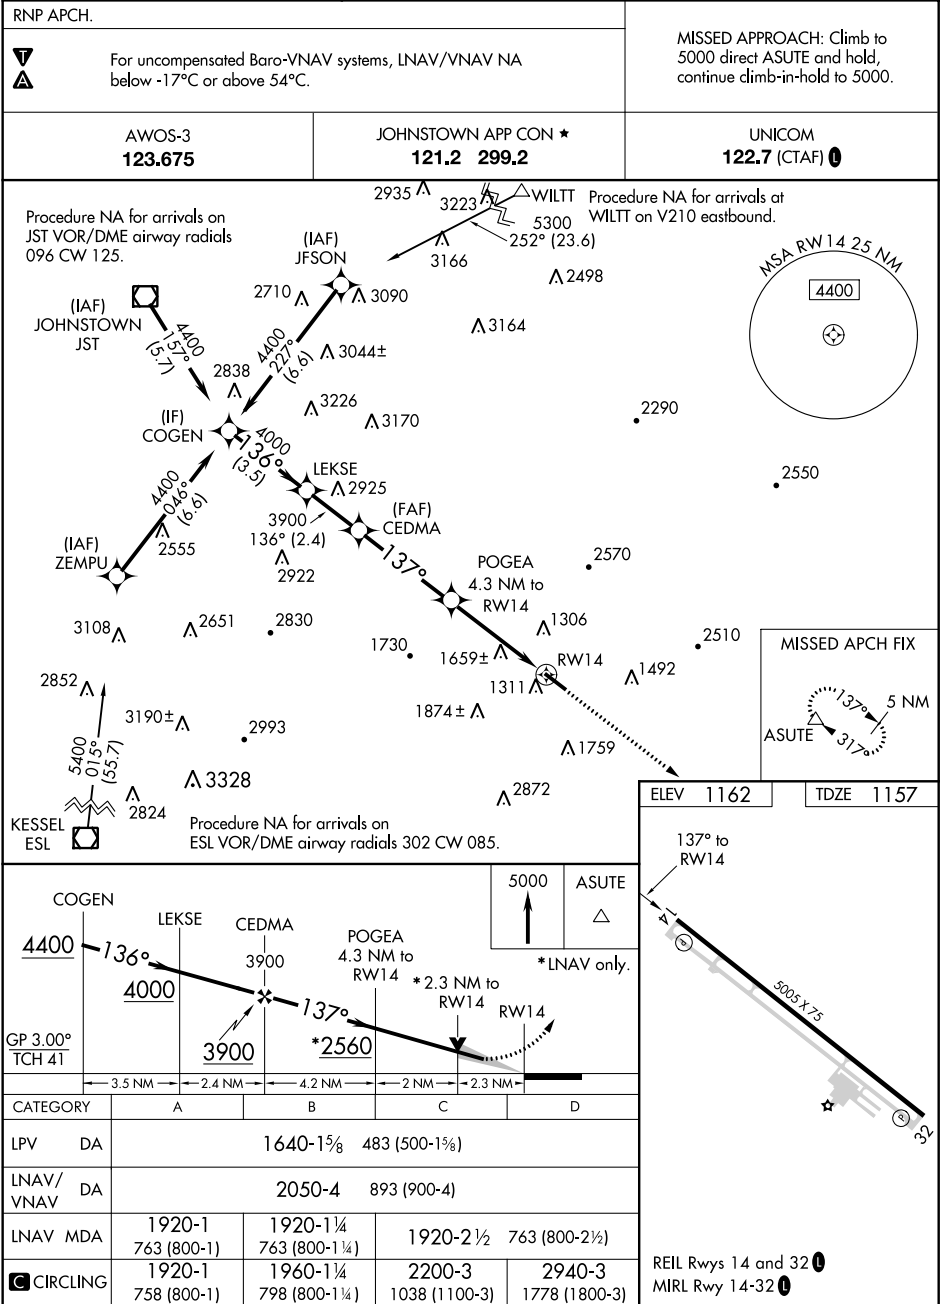 RNP APCH.
T
A
For uncompensated Baro-VNAV systems, LNAV/VNAV NA
below -17°C or above 54°C.
MISSED APPROACH: Climb to
5000 direct ASUTE and hold,
continue climb-in-hold to 5000.
AWOS-3
123.675
JOHNSTOWN APP CON ★
121.2 299.2
UNICOM
122.7 (CTAF) L
Procedure NA for arrivals on
JST VOR/DME airway radials
096 CW 125.
2935
3223
WILTT
5300
252° (23.6)
Procedure NA for arrivals at
WILTT on V210 eastbound.
3166
2498
MSA RW14 25 NM
4400
(IAF)
JFSON
2710
3090
(IAF)
JOHNSTOWN
JST
4400
157°
(5.7)
3164
4400
227°
(6.6)
3044±
2838
3226
3170
2290
(IF)
COGEN
4000
136°
(3.5)
LEKSE
2925
2550
4400
046°
(6.6)
3900
136° (2.4)
(FAF)
CEDMA
2555
(IAF)
ZEMPU
2922
137°
POGEA
4.3 NM to
RW14
2570
3108
2651
2830
1306
1730
1659±
RW14
2510
MISSED APCH FIX
2852
1311
1492
137°
5 NM
ASUTE
317°
3190±
1874±
2993
1759
5400
015°
(55.7)
3328
2824
2872
KESSEL
ESL
Procedure NA for arrivals on
ESL VOR/DME airway radials 302 CW 085.
ELEV 1162
TDZE 1157
137° to
RW14
14
P
5005 X 75
P
32
REIL Rwys 14 and 32 L
MIRL Rwy 14-32 L
5000
ASUTE
COGEN
LEKSE
CEDMA
3900
POGEA
4.3 NM to
RW14
*LNAV only.
*2.3 NM to
RW14
RW14
4400
136°
4000
137°
3900
*2560
GP 3.00°
TCH 41
3.5 NM
2.4 NM
4.2 NM
2 NM
2.3 NM
CATEGORY A B C D
LPV DA 1640-1⅝ 483 (500-1⅝)
LNAV/
VNAV DA 2050-4 893 (900-4)
LNAV MDA 1920-1 1920-1¼ 1920-2½ 763 (800-2½)
763 (800-1) 763 (800-1¼)
C CIRCLING 1920-1 1960-1¼ 2200-3 2940-3
758 (800-1) 798 (800-1¼) 1038 (1100-3) 1778 (1800-3)